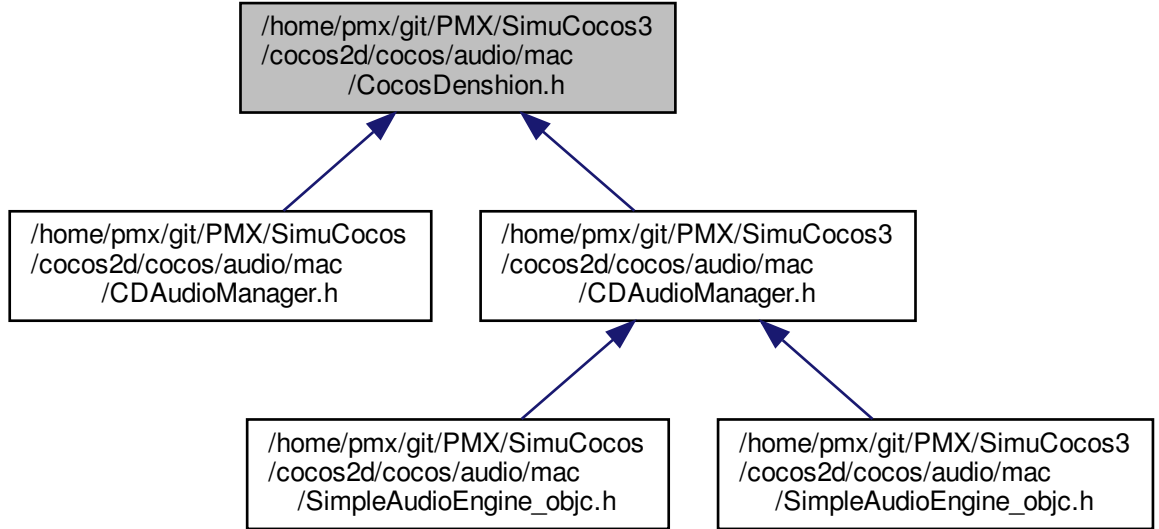 /home/pmx/git/PMX/SimuCocos3
/cocos2d/cocos/audio/mac
/CocosDenshion.h
/home/pmx/git/PMX/SimuCocos
/cocos2d/cocos/audio/mac
/CDAudioManager.h
/home/pmx/git/PMX/SimuCocos3
/cocos2d/cocos/audio/mac
/CDAudioManager.h
/home/pmx/git/PMX/SimuCocos
/cocos2d/cocos/audio/mac
/SimpleAudioEngine_objc.h
/home/pmx/git/PMX/SimuCocos3
/cocos2d/cocos/audio/mac
/SimpleAudioEngine_objc.h